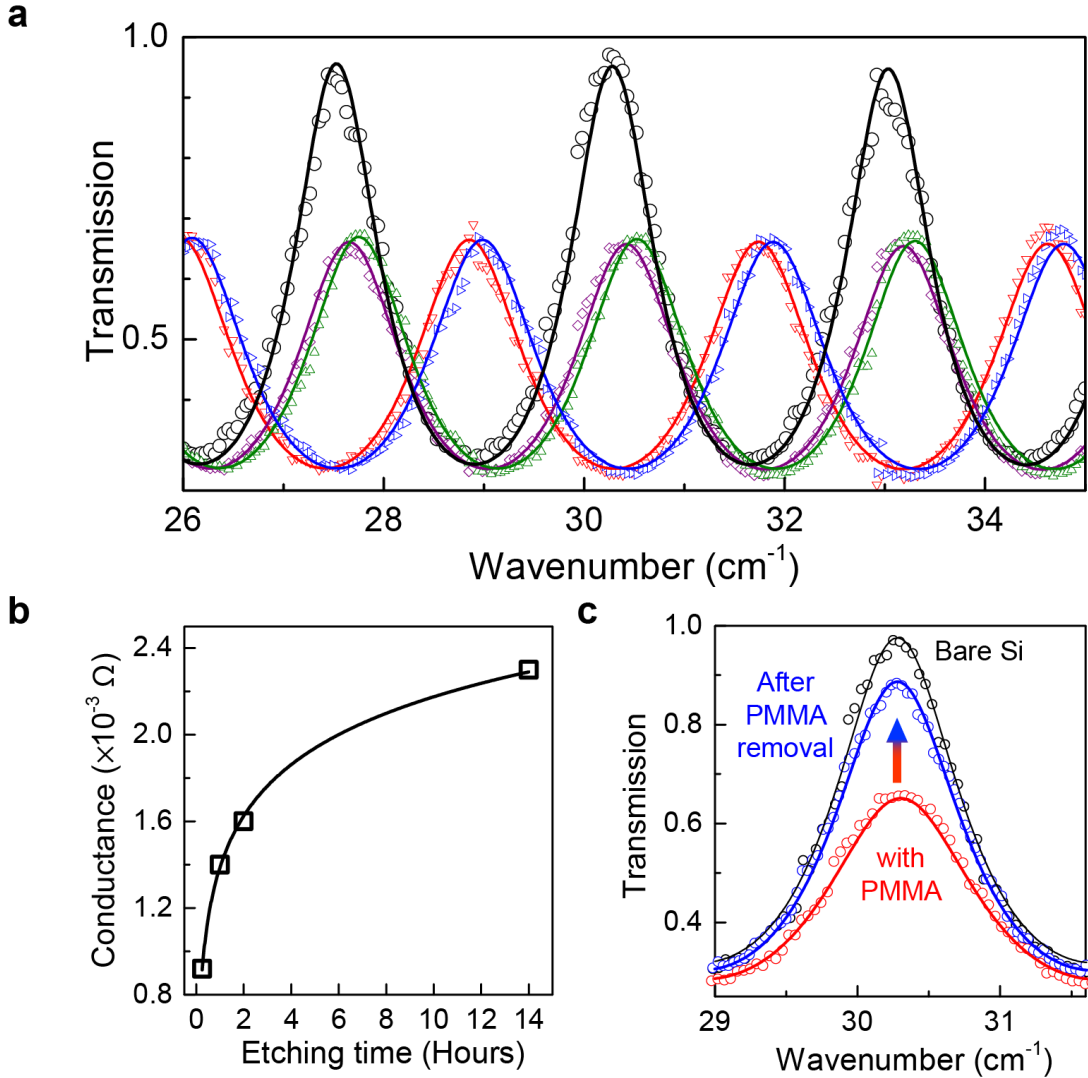 a
1.0
0.5
Transmission
26 28 30 32 34
Wavenumber (cm⁻¹)
b
2.4
2.0
1.6
1.2
0.8
Conductance (×10⁻³ Ω)
0 2 4 6 8 10 12 14
Etching time (Hours)
c
1.0
0.8
0.6
0.4
Transmission
Bare Si
After
PMMA
removal
with
PMMA
29 30 31
Wavenumber (cm⁻¹)